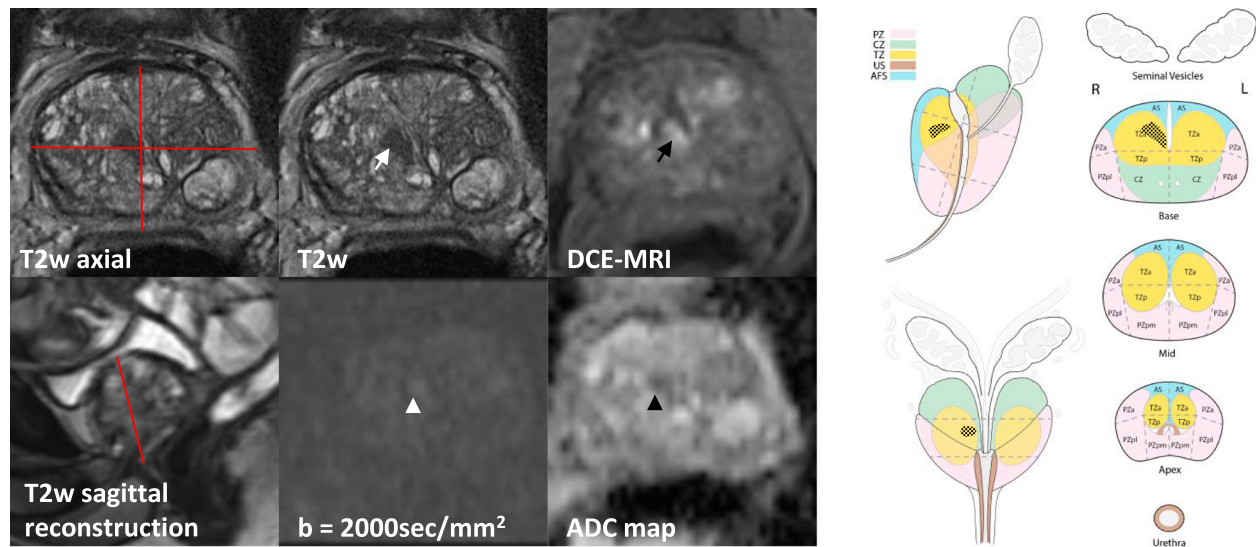 T2w axial
T2w
DCE-MRI
T2w sagittal
reconstruction
b = 2000sec/mm²
ADC map
PZ
CZ
TZ
US
AFS
Seminal Vesicles
R
L
AS AS
TZa TZa
PZa PZa
TZp TZp
PZpl PZpl
CZ CZ
Base
AS AS
PZa TZa TZa PZa
TZp TZp
PZpl PZpl
PZpm PZpm
Mid
AS AS
PZa TZa TZa PZa
TZp TZp
PZpl PZpl
PZpm PZpm
Apex
Urethra